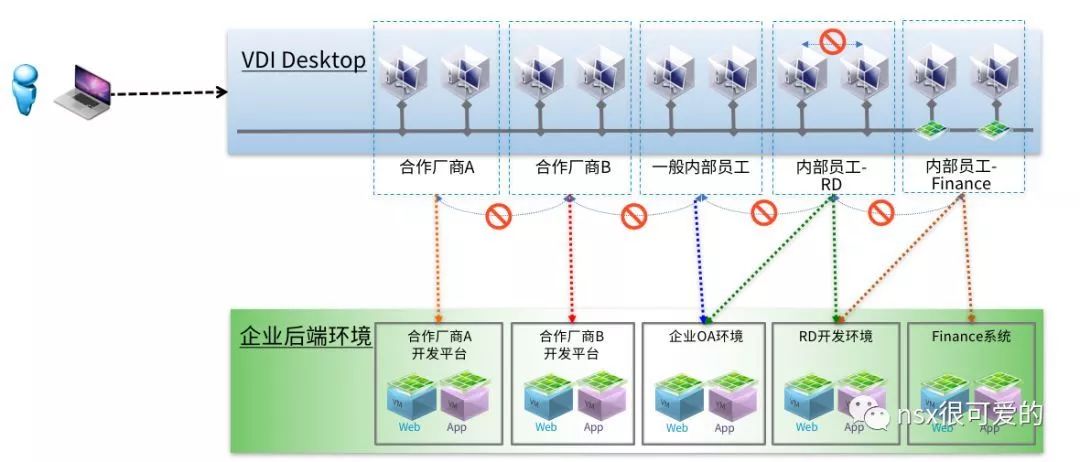 VDI Desktop
合作厂商A
合作厂商B
一般内部员工
内部员工-
RD
内部员工-
Finance
企业后端环境
合作厂商A
开发平台
VM
Web
App
合作厂商B
开发平台
VM
Web
App
企业OA环境
VM
Web
App
RD开发环境
VM
Web
App
Finance系统
VM
Web
App
nsx很可爱的